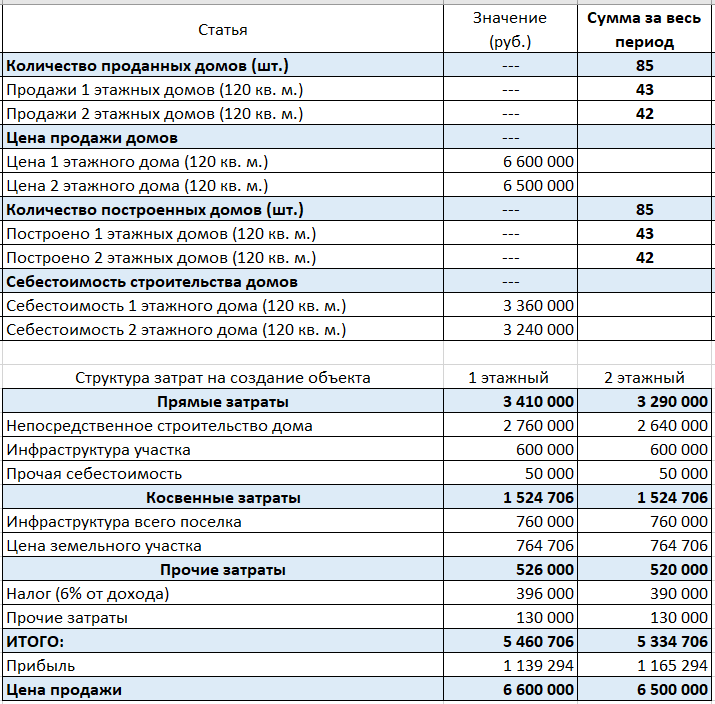 Статья Значение (руб.) Сумма за весь период
Количество проданных домов (шт.) --- 85
Продажи 1 этажных домов (120 кв. м.) --- 43
Продажи 2 этажных домов (120 кв. м.) --- 42
Цена продажи домов ---
Цена 1 этажного дома (120 кв. м.) 6 600 000
Цена 2 этажного дома (120 кв. м.) 6 500 000
Количество построенных домов (шт.) --- 85
Построено 1 этажных домов (120 кв. м.) --- 43
Построено 2 этажных домов (120 кв. м.) --- 42
Себестоимость строительства домов ---
Себестоимость 1 этажного дома (120 кв. м.) 3 360 000
Себестоимость 2 этажного дома (120 кв. м.) 3 240 000
Структура затрат на создание объекта 1 этажный 2 этажный
Прямые затраты 3 410 000 3 290 000
Непосредственное строительство дома 2 760 000 2 640 000
Инфраструктура участка 600 000 600 000
Прочая себестоимость 50 000 50 000
Косвенные затраты 1 524 706 1 524 706
Инфраструктура всего поселка 760 000 760 000
Цена земельного участка 764 706 764 706
Прочие затраты 526 000 520 000
Налог (6% от дохода) 396 000 390 000
Прочие затраты 130 000 130 000
ИТОГО: 5 460 706 5 334 706
Прибыль 1 139 294 1 165 294
Цена продажи 6 600 000 6 500 000